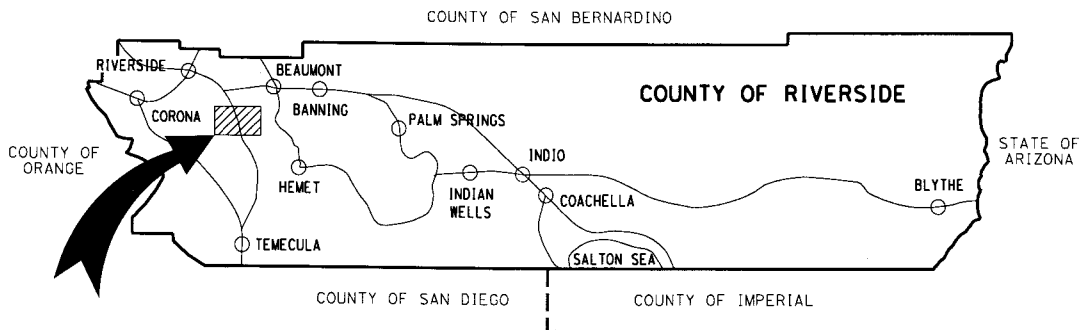 COUNTY OF SAN BERNARDINO
RIVERSIDE
BEAUMONT
COUNTY OF RIVERSIDE
CORONA
BANNING
PALM SPRINGS
COUNTY OF
ORANGE
STATE OF
ARIZONA
HEMET
INDIO
INDIAN
WELLS
COACHELLA
BLYTHE
TEMECULA
SALTON SEA
COUNTY OF SAN DIEGO
COUNTY OF IMPERIAL